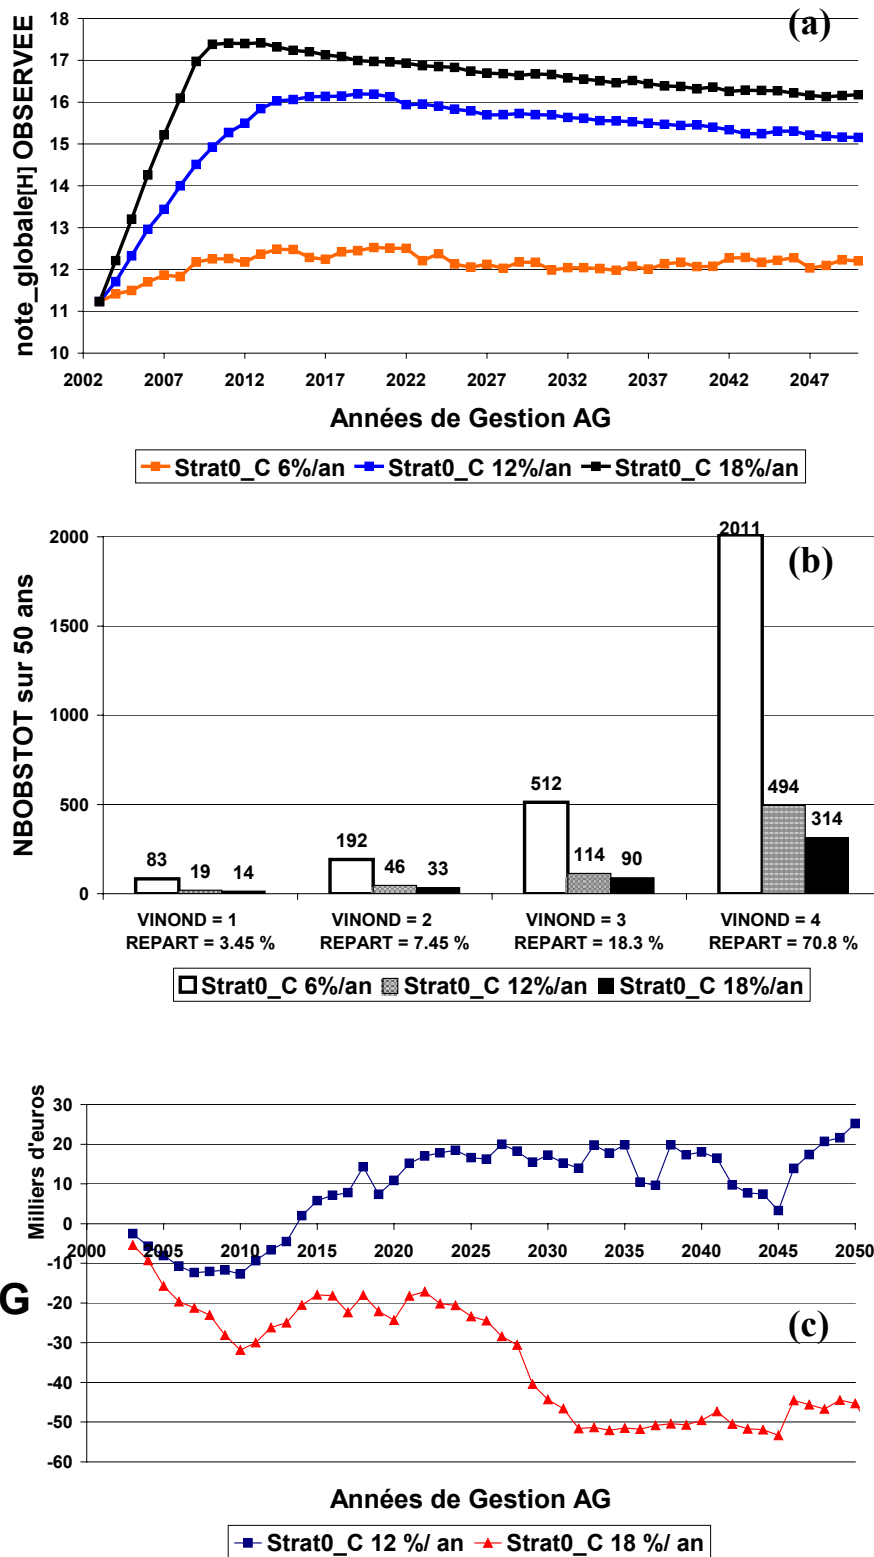 (a)
note_globale[H] OBSERVEE
18
17
16
15
14
13
12
11
10
2002 2007 2012 2017 2022 2027 2032 2037 2042 2047
Années de Gestion AG
Strat0_C 6%/an Strat0_C 12%/an Strat0_C 18%/an
(b)
NBOBSTOT sur 50 ans
2000
1500
1000
500
0
83 19 14 192 46 33 512 114 90 2011 494 314
VINOND = 1 VINOND = 2 VINOND = 3 VINOND = 4
REPART = 3.45 % REPART = 7.45 % REPART = 18.3 % REPART = 70.8 %
Strat0_C 6%/an Strat0_C 12%/an Strat0_C 18%/an
Milliers d'euros
30
20
10
0
2000 2005 2010 2015 2020 2025 2030 2035 2040 2045 2050
-10
-20
G
-30
(c)
-40
-50
-60
Années de Gestion AG
Strat0_C 12 %/ an Strat0_C 18 %/ an